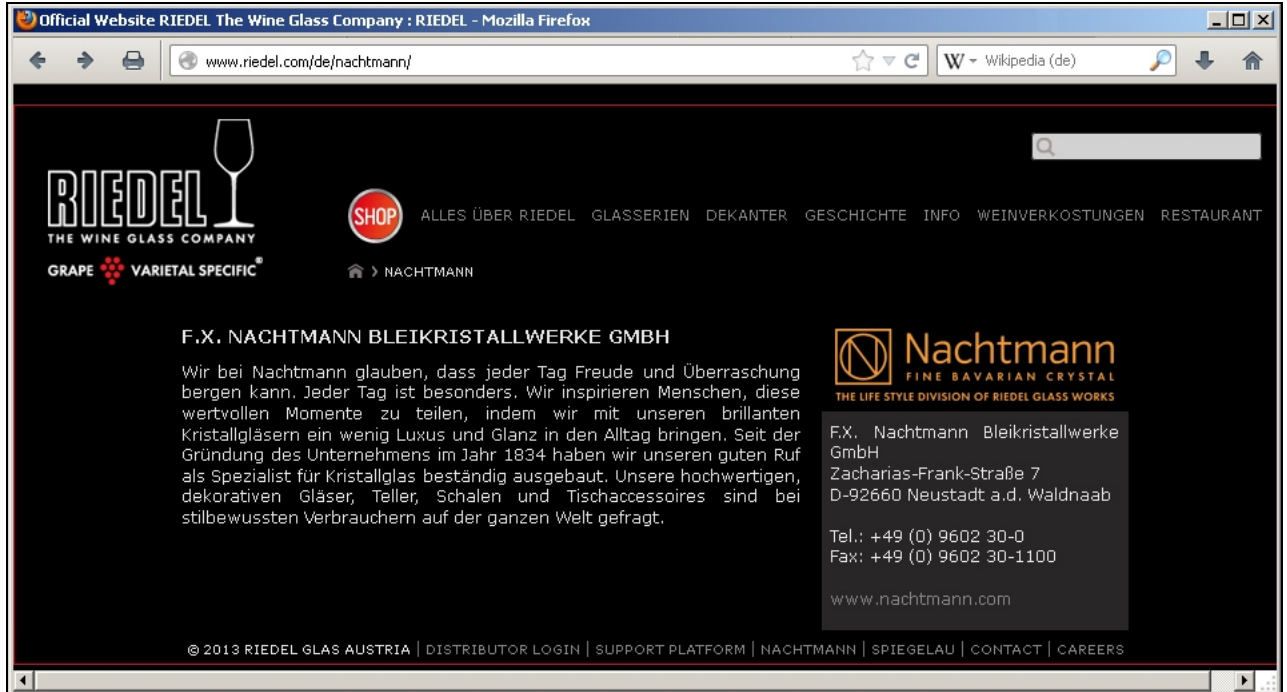 Official Website RIEDEL The Wine Glass Company : RIEDEL - Mozilla Firefox
www.riedel.com/de/nachtmann/
W Wikipedia (de)
RIEDEL
THE WINE GLASS COMPANY
GRAPE VARIETAL SPECIFIC®
SHOP ALLES ÜBER RIEDEL GLASSERIEN DEKANTER GESCHICHTE INFO WEINVERKOSTUNGEN RESTAURANT
> NACHTMANN
F.X. NACHTMANN BLEIKRISTALLWERKE GMBH
Wir bei Nachtmann glauben, dass jeder Tag Freude und Überraschung
bergen kann. Jeder Tag ist besonders. Wir inspirieren Menschen, diese
wertvollen Momente zu teilen, indem wir mit unseren brillanten
Kristallgläsern ein wenig Luxus und Glanz in den Alltag bringen. Seit der
Gründung des Unternehmens im Jahr 1834 haben wir unseren guten Ruf
als Spezialist für Kristallglas beständig ausgebaut. Unsere hochwertigen,
dekorativen Gläser, Teller, Schalen und Tischaccessoires sind bei
stilbewussten Verbrauchern auf der ganzen Welt gefragt.
Nachtmann
FINE BAVARIAN CRYSTAL
THE LIFE STYLE DIVISION OF RIEDEL GLASS WORKS
F.X. Nachtmann Bleikristallwerke
GmbH
Zacharias-Frank-Straße 7
D-92660 Neustadt a.d. Waldnaab
Tel.: +49 (0) 9602 30-0
Fax: +49 (0) 9602 30-1100
www.nachtmann.com
© 2013 RIEDEL GLAS AUSTRIA | DISTRIBUTOR LOGIN | SUPPORT PLATFORM | NACHTMANN | SPIEGELAU | CONTACT | CAREERS